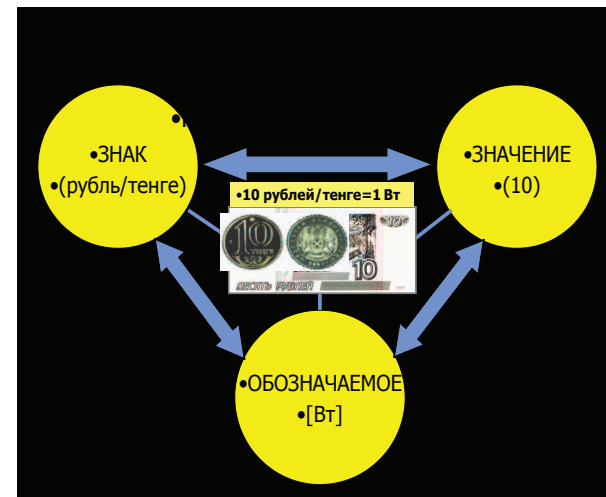 •ЗНАК
•(рубль/тенге)
•ЗНАЧЕНИЕ
•(10)
•10 рублей/тенге=1 Вт
10
ТЕНГЕ
10
10
ДЕСЯТЬ РУБЛЕЙ
•ОБОЗНАЧАЕМОЕ
•[Вт]